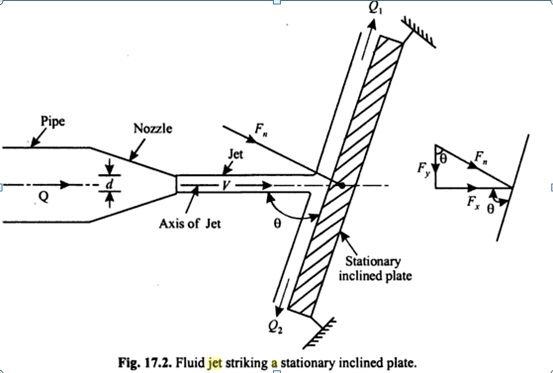 Q₁
Pipe
Nozzle
Fₙ
Jet
d
V
Q
Axis of Jet
θ
θ
Fₙ
Fᵧ
Fₓ θ
Stationary
inclined plate
Q₂
Fig. 17.2. Fluid jet striking a stationary inclined plate.